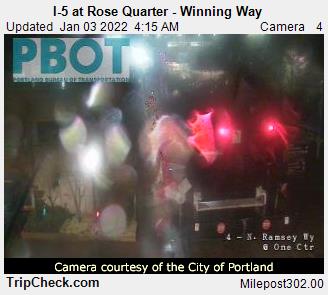 I-5 at Rose Quarter - Winning Way
Updated Jan 03 2022 4:15 AM Camera 4
PBOT
PORTLAND BUREAU OF TRANSPORTATION
4 - N. Ramsey Wy
@ One Ctr
Camera courtesy of the City of Portland
TripCheck.com Milepost302.00